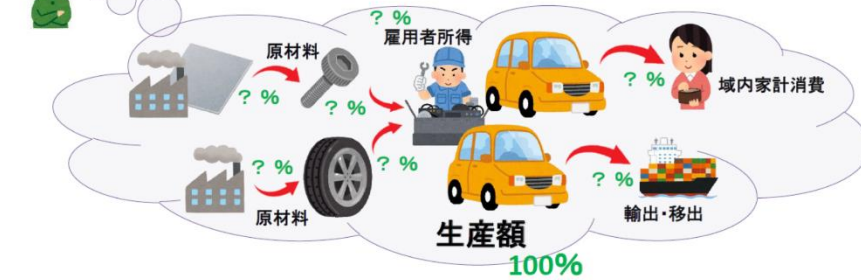 ? %
雇用者所得
原材料
? %
? %
? %
域内家計消費
? %
? %
? %
原材料
輸出・移出
生産額
100%